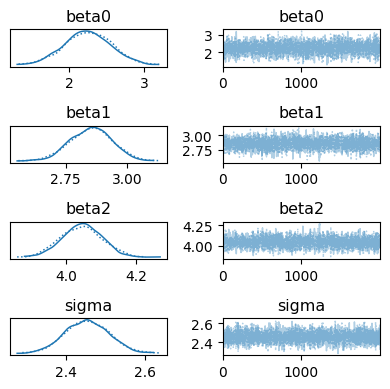 beta0 beta0
3
2
2 3 0 1000
beta1 beta1
3.00
2.75
2.75 3.00 0 1000
beta2 beta2
4.25
4.00
4.0 4.2 0 1000
sigma sigma
2.6
2.4
2.4 2.6 0 1000